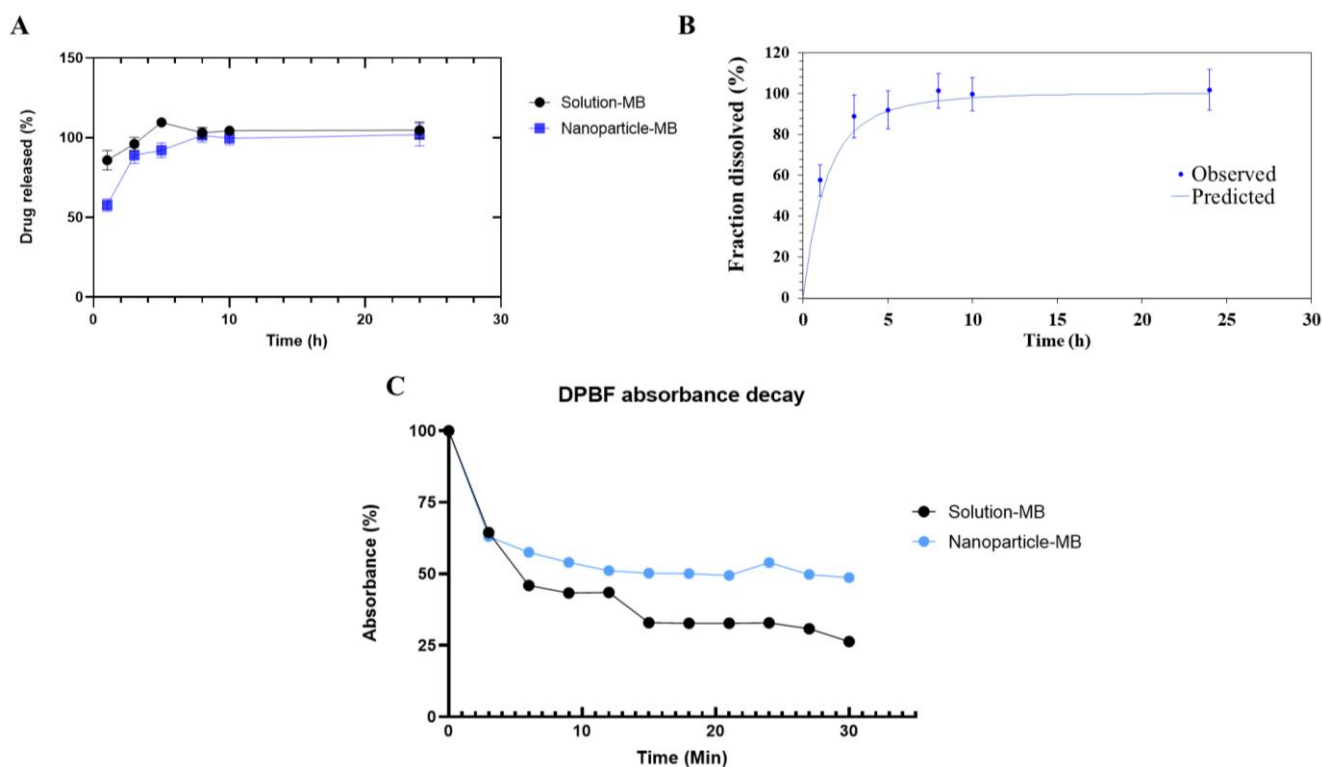 A
150
100
50
0
Drug released (%)
0 10 20 30
Time (h)
Solution-MB
Nanoparticle-MB
B
120
100
80
60
40
20
0
Fraction dissolved (%)
0 5 10 15 20 25 30
Time (h)
Observed
Predicted
C
DPBF absorbance decay
100
75
50
25
0
Absorbance (%)
0 10 20 30
Time (Min)
Solution-MB
Nanoparticle-MB